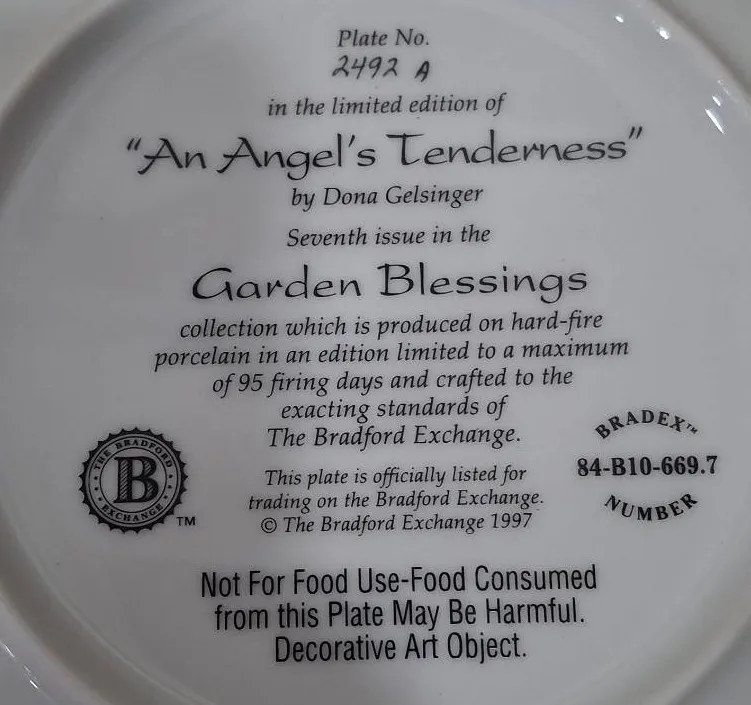 Plate No.
2492 A
in the limited edition of
"An Angel's Tenderness"
by Dona Gelsinger
Seventh issue in the
Garden Blessings
collection which is produced on hard-fire
porcelain in an edition limited to a maximum
of 95 firing days and crafted to the
exacting standards of
The Bradford Exchange.
This plate is officially listed for
trading on the Bradford Exchange.
© The Bradford Exchange 1997
THE BRADFORD
B
EXCHANGE
TM
BRADEX™
84-B10-669.7
NUMBER
Not For Food Use-Food Consumed
from this Plate May Be Harmful.
Decorative Art Object.